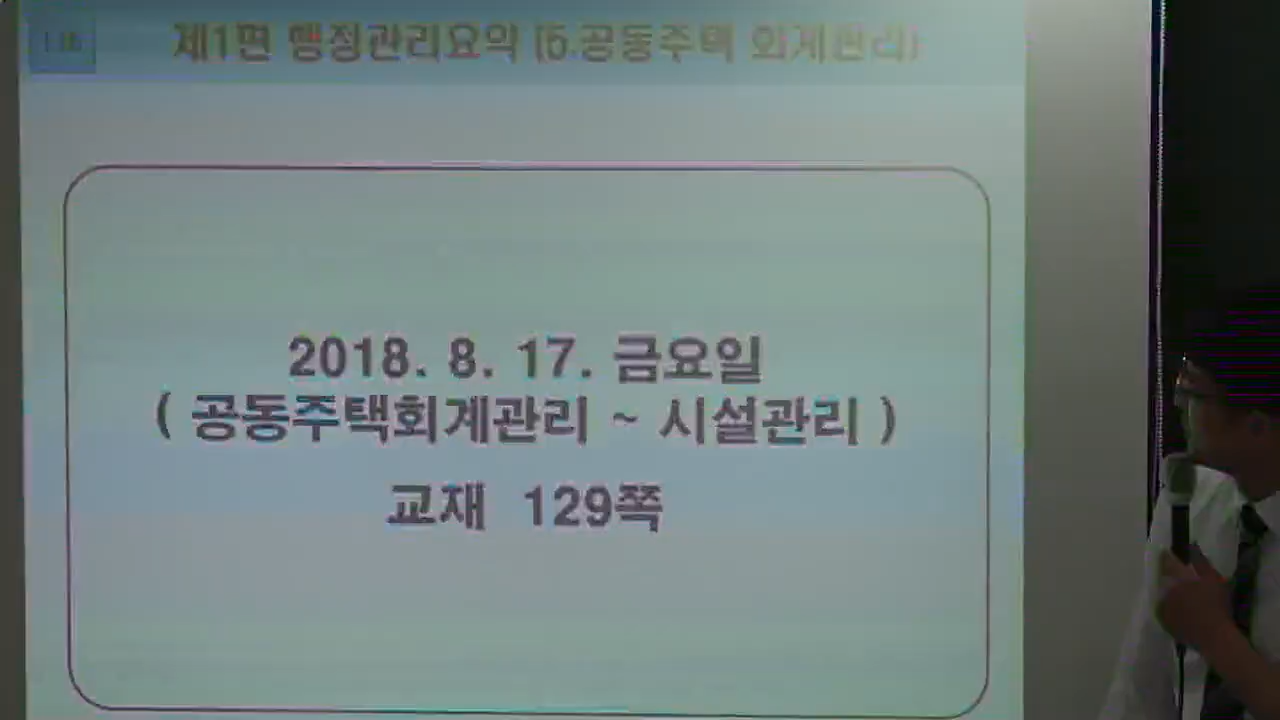 제1편 행정관리요의 (5.공동주택 회계관리)
2018. 8. 17. 금요일
( 공동주택회계관리 ~ 시설관리 )
교재 129쪽